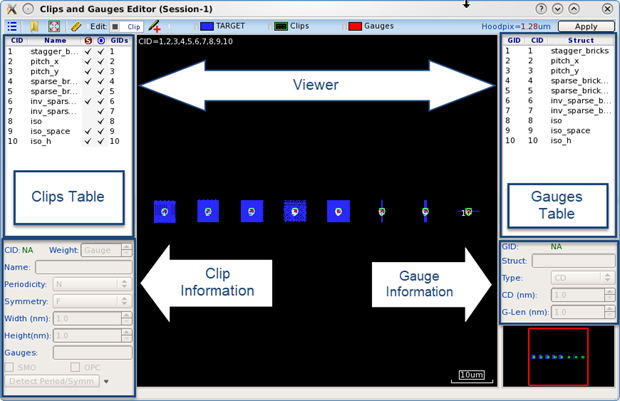 Clips and Gauges Editor (Session-1)
Edit: Clip TARGET Clips Gauges Hoodpix=1.28um Apply
CID Name S O GIDs
1 stagger_b... 1
2 pitch_x 2
3 pitch_y 3
4 sparse_br... 4
5 sparse_br... 5
6 inv_spars... 6
7 inv_spars... 7
8 iso 8
9 iso_space 9
10 iso_h 10
Clips Table
CID=1,2,3,4,5,6,7,8,9,10
Viewer
GID CID Struct
1 1 stagger_bricks
2 2 pitch_x
3 3 pitch_y
4 4 sparse_brick...
5 5 sparse_brick...
6 6 inv_sparse_b...
7 7 inv_sparse_b...
8 8 iso
9 9 iso_space
10 10 iso_h
Gauges
Table
CID: NA Weight: Gauge
Name:
Periodicity: N
Symmetry: F
Width (nm): 1.0
Height(nm): 1.0
Gauges:
SMO OPC
Detect Period/Symm
Clip
Information
Gauge
Information
10um
GID: NA
Struct:
Type: CD
CD (nm): 1.0
G-Len (nm): 1.0